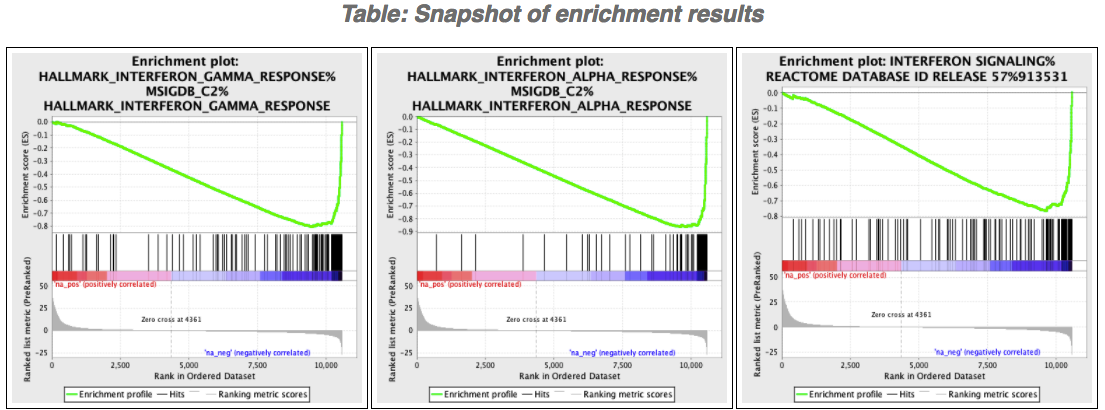 Table: Snapshot of enrichment results
Enrichment plot:
HALLMARK_INTERFERON_GAMMA_RESPONSE%
MSIGDB_C2%
HALLMARK_INTERFERON_GAMMA_RESPONSE
Enrichment score (ES)
0.0
-0.1
-0.2
-0.3
-0.4
-0.5
-0.6
-0.7
-0.8
Ranked list metric (PreRanked)
'na_pos' (positively correlated)
50
25
0
-25
Zero cross at 4361
'na_neg' (negatively correlated)
0 2,500 5,000 7,500 10,000
Rank in Ordered Dataset
Enrichment profile Hits Ranking metric scores
Enrichment plot:
HALLMARK_INTERFERON_ALPHA_RESPONSE%
MSIGDB_C2%
HALLMARK_INTERFERON_ALPHA_RESPONSE
Enrichment score (ES)
0.0
-0.1
-0.2
-0.3
-0.4
-0.5
-0.6
-0.7
-0.8
-0.9
Ranked list metric (PreRanked)
'na_pos' (positively correlated)
50
25
0
-25
Zero cross at 4361
'na_neg' (negatively correlated)
0 2,500 5,000 7,500 10,000
Rank in Ordered Dataset
Enrichment profile Hits Ranking metric scores
Enrichment plot: INTERFERON SIGNALING%
REACTOME DATABASE ID RELEASE 57%913531
Enrichment score (ES)
0.0
-0.1
-0.2
-0.3
-0.4
-0.5
-0.6
-0.7
-0.8
Ranked list metric (PreRanked)
'na_pos' (positively correlated)
50
25
0
-25
Zero cross at 4361
'na_neg' (negatively correlated)
0 2,500 5,000 7,500 10,000
Rank in Ordered Dataset
Enrichment profile Hits Ranking metric scores